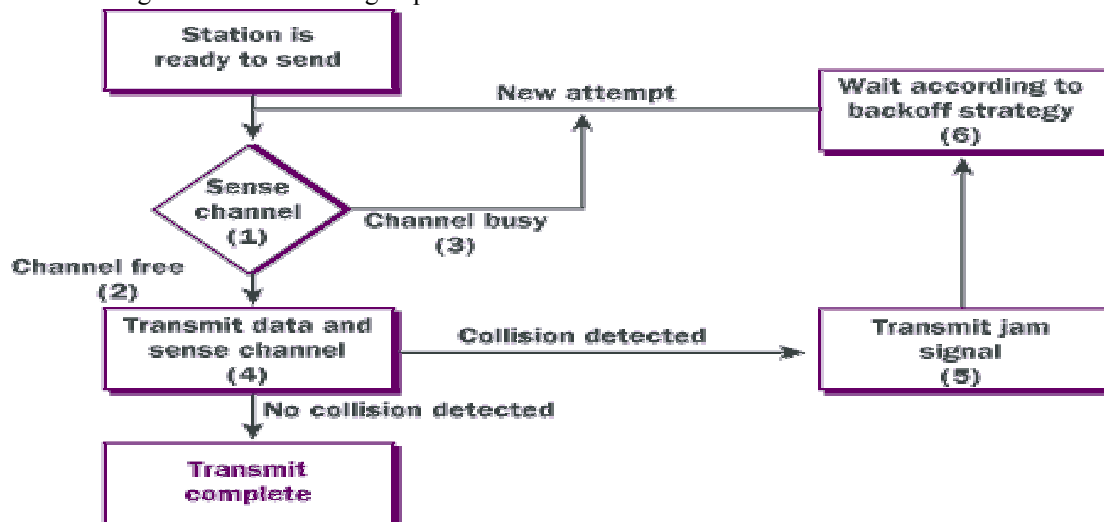 Station is
ready to send
New attempt
Wait according to
backoff strategy
(6)
Sense
channel
(1)
Channel busy
(3)
Channel free
(2)
Transmit data and
sense channel
(4)
Collision detected
Transmit jam
signal
(5)
No collision detected
Transmit
complete